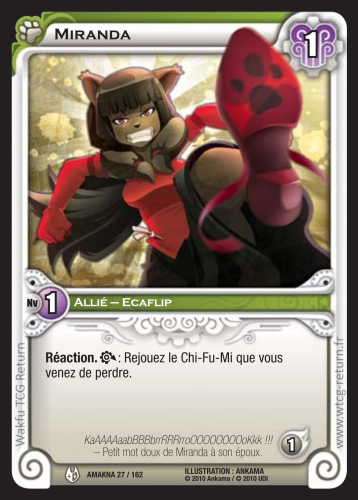 MIRANDA
1
Nv 1 ALLIÉ – ECAFLIP
Réaction. : Rejouez le Chi-Fu-Mi que vous
venez de perdre.
KaAAAAaabBBBbrrRRRrroOOOOOOOOoKkk !!!
– Petit mot doux de Miranda à son époux.
1
AMAKNA 27 / 162
ILLUSTRATION : ANKAMA
© 2010 Ankama / © 2010 UDI
Wakfu TCG Return
www.wtcg-return.fr